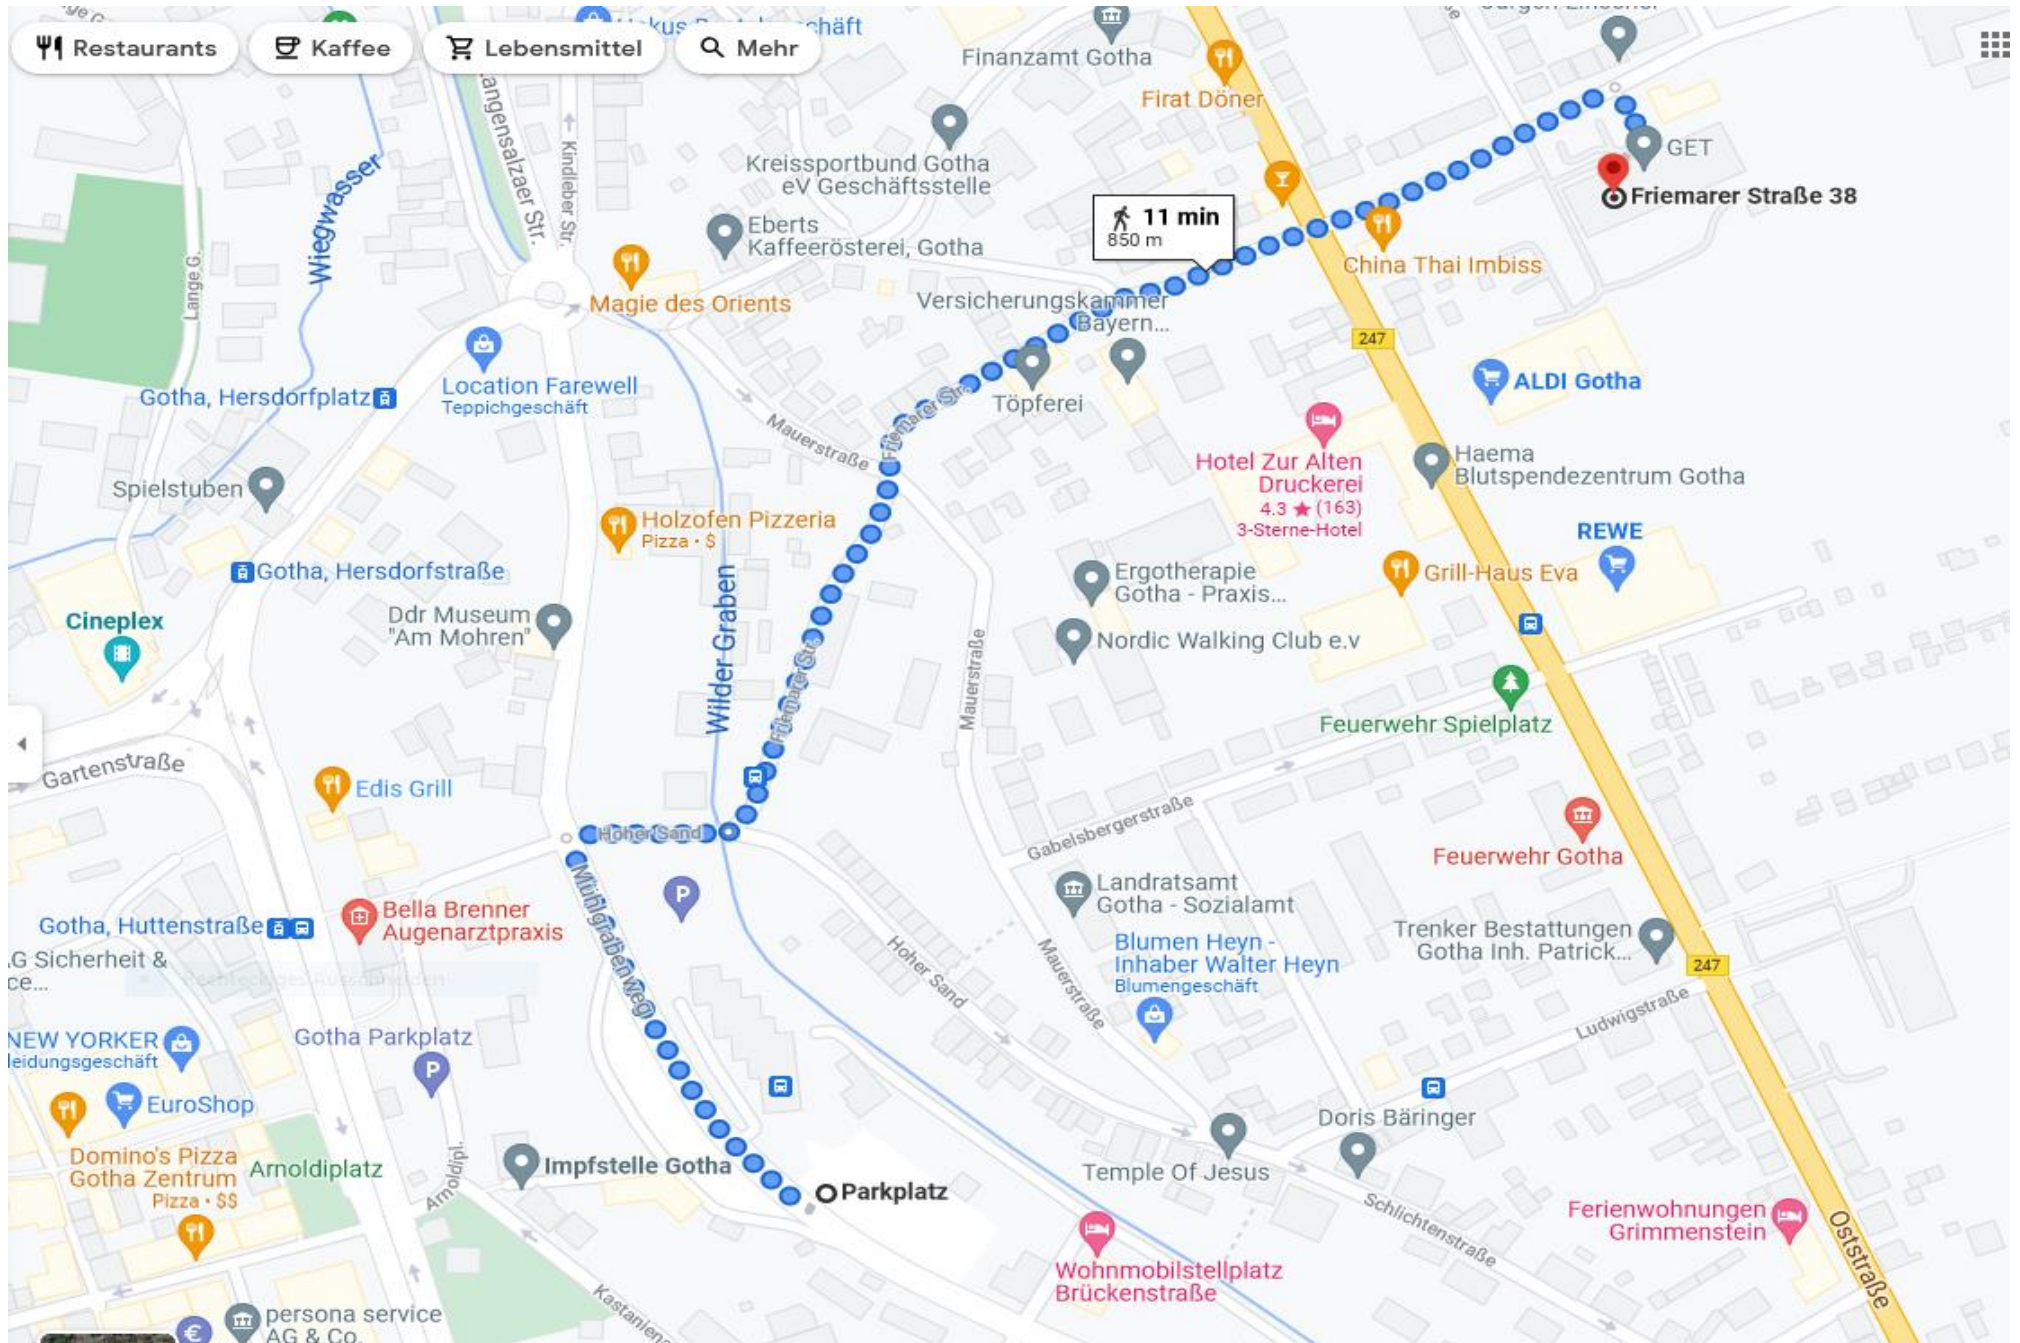 Restaurants
Kaffee
Lebensmittel
Mehr
Finanzamt Gotha
Firat Döner
Langensalzaer Str.
Kindleber Str.
Kreissportbund Gotha
eV Geschäftsstelle
GET
Friemarer Straße 38
Wiegwasser
Lange G.
Eberts
Kaffeerösterei, Gotha
11 min
850 m
China Thai Imbiss
Magie des Orients
Versicherungskammer
Bayern...
247
Location Farewell
Teppichgeschäft
Gotha, Hersdorfplatz
Töpferei
Friemarer Str.
ALDI Gotha
Mauerstraße
Hotel Zur Alten
Druckerei
4.3 ★ (163)
3-Sterne-Hotel
Haema
Blutspendezentrum Gotha
Spielstuben
Holzofen Pizzeria
Pizza • $
REWE
Gotha, Hersdorfstraße
Ergotherapie
Gotha - Praxis...
Grill-Haus Eva
Cineplex
Ddr Museum
"Am Mohren"
Wilder Graben
Friemarer Str.
Mauerstraße
Nordic Walking Club e.v
Feuerwehr Spielplatz
Gartenstraße
Edis Grill
Hoher Sand
Gabelsbergerstraße
Feuerwehr Gotha
Mühlgrabenweg
P
Landratsamt
Gotha - Sozialamt
Bella Brenner
Augenarztpraxis
Gotha, Huttenstraße
Hoher Sand
Mauerstraße
Blumen Heyn -
Inhaber Walter Heyn
Blumengeschäft
Trenker Bestattungen
Gotha Inh. Patrick...
247
G Sicherheit &
ce...
Ludwigstraße
NEW YORKER
leidungsgeschäft
Gotha Parkplatz
P
EuroShop
Doris Bäringer
Domino's Pizza
Gotha Zentrum
Pizza • $$
Arnoldiplatz
Arnoldipl.
Impfstelle Gotha
Parkplatz
Temple Of Jesus
Schlichtenstraße
Ferienwohnungen
Grimmenstein
Oststraße
Wohnmobilstellplatz
Brückenstraße
persona service
AG & Co.
€